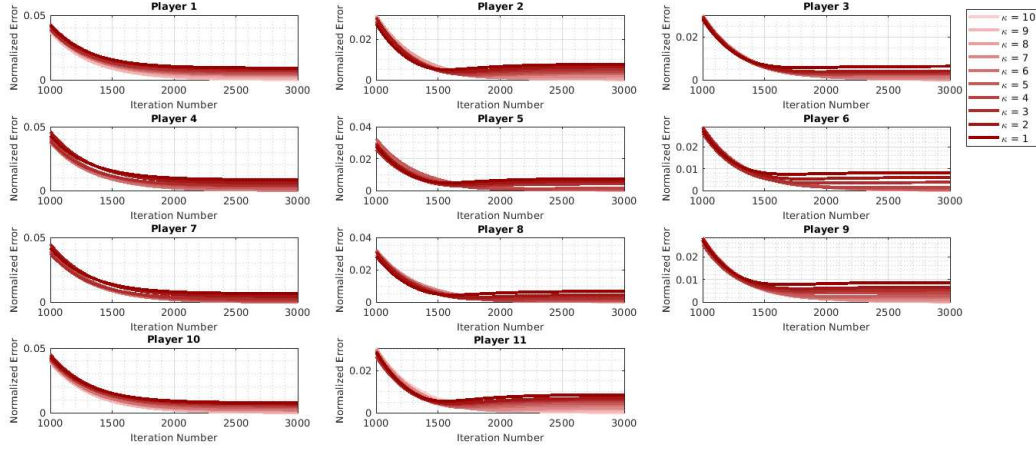 Player 1
Normalized Error
0.05
0
1000 1500 2000 2500 3000
Iteration Number
Player 2
Normalized Error
0.02
0
1000 1500 2000 2500 3000
Iteration Number
Player 3
Normalized Error
0.02
0
1000 1500 2000 2500 3000
Iteration Number
κ = 10
κ = 9
κ = 8
κ = 7
κ = 6
κ = 5
κ = 4
κ = 3
κ = 2
κ = 1
Player 4
Normalized Error
0.05
0
1000 1500 2000 2500 3000
Iteration Number
Player 5
Normalized Error
0.04
0.02
0
1000 1500 2000 2500 3000
Iteration Number
Player 6
Normalized Error
0.01
0
1000 1500 2000 2500 3000
Iteration Number
Player 7
Normalized Error
0.05
0
1000 1500 2000 2500 3000
Iteration Number
Player 8
Normalized Error
0.04
0.02
0
1000 1500 2000 2500 3000
Iteration Number
Player 9
Normalized Error
0.01
0
1000 1500 2000 2500 3000
Iteration Number
Player 10
Normalized Error
0.05
0
1000 1500 2000 2500 3000
Iteration Number
Player 11
Normalized Error
0.02
0
1000 1500 2000 2500 3000
Iteration Number